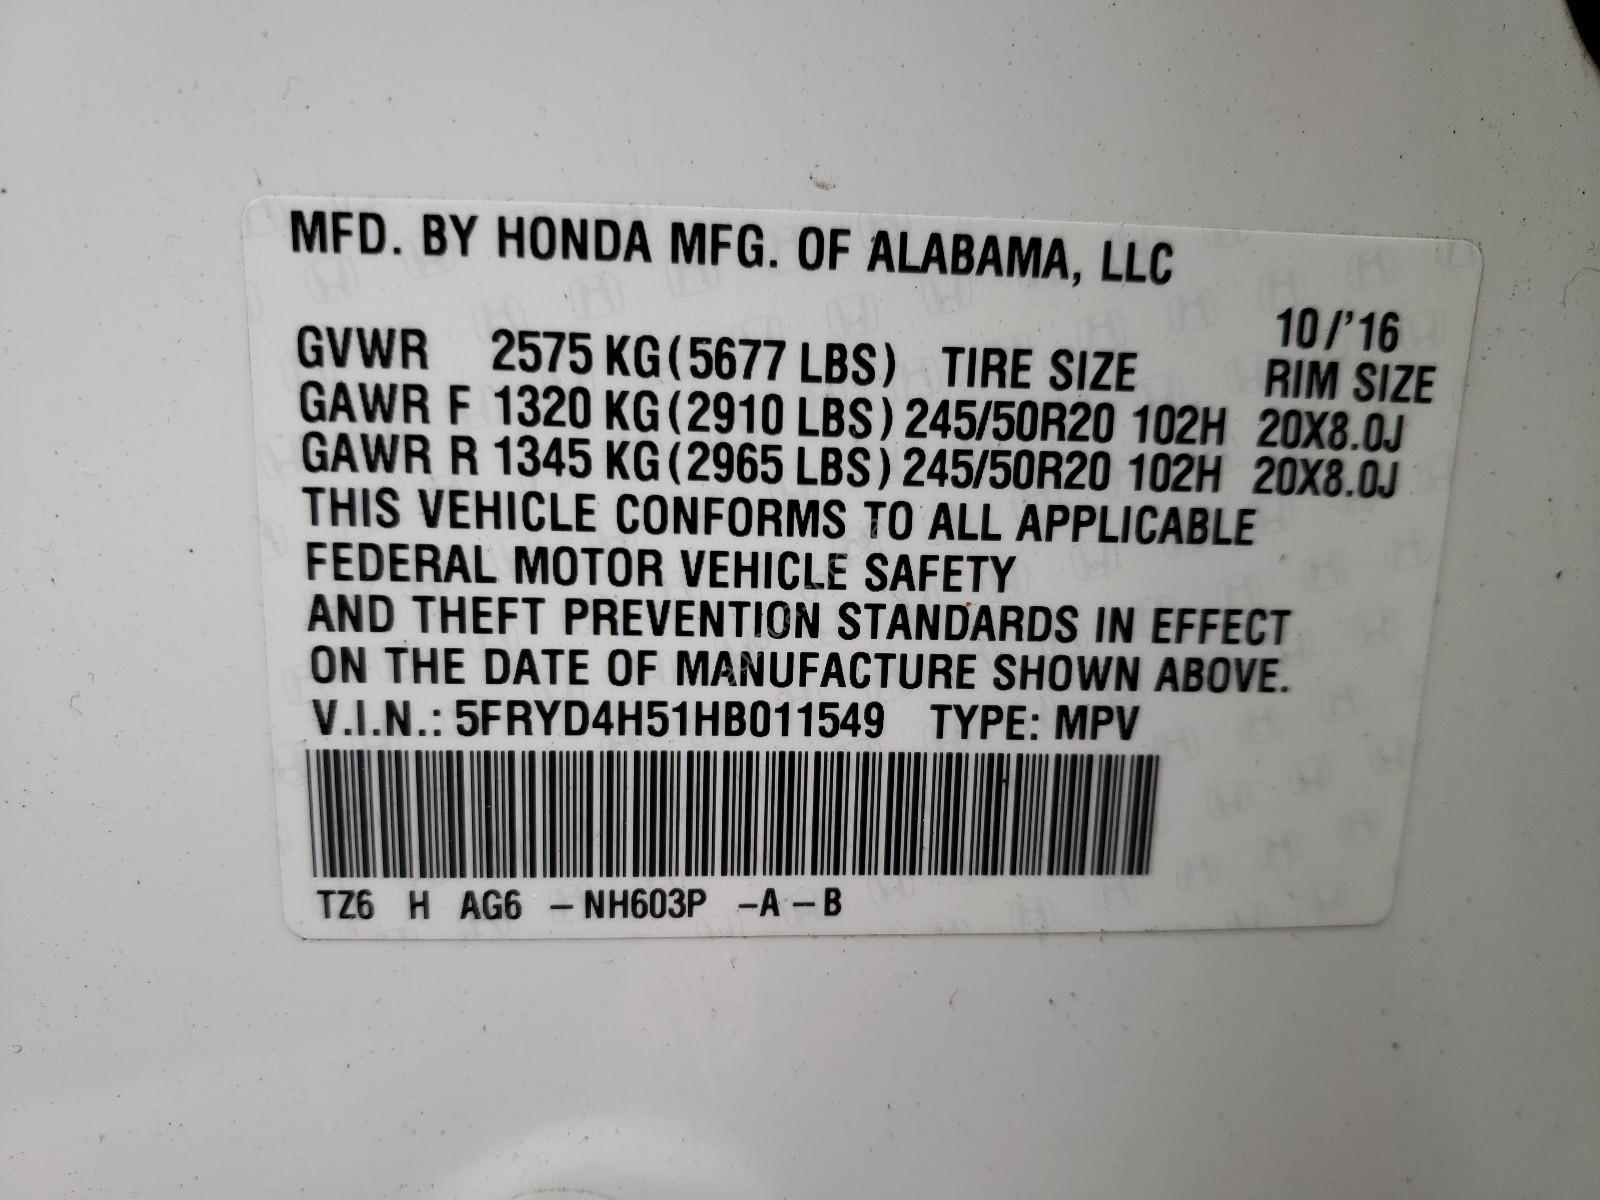 MFD. BY HONDA MFG. OF ALABAMA, LLC
10/'16
GVWR 2575 KG(5677 LBS) TIRE SIZE RIM SIZE
GAWR F 1320 KG(2910 LBS) 245/50R20 102H 20X8.0J
GAWR R 1345 KG(2965 LBS) 245/50R20 102H 20X8.0J
THIS VEHICLE CONFORMS TO ALL APPLICABLE
FEDERAL MOTOR VEHICLE SAFETY
AND THEFT PREVENTION STANDARDS IN EFFECT
ON THE DATE OF MANUFACTURE SHOWN ABOVE.
V.I.N.: 5FRYD4H51HB011549 TYPE: MPV
TZ6 H AG6 -NH603P -A-B